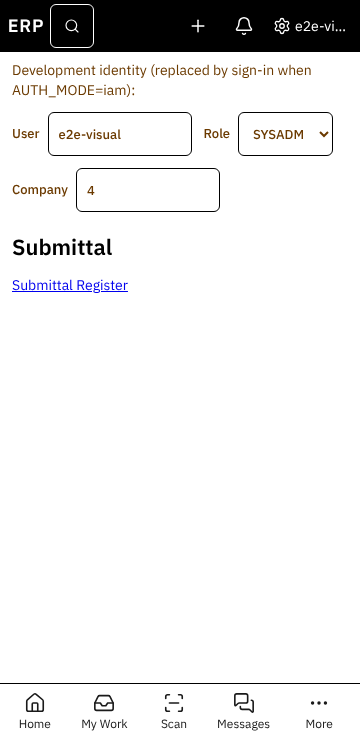 ERP
e2e-vi...
Development identity (replaced by sign-in when
AUTH_MODE=iam):
User e2e-visual Role SYSADM
Company 4
Submittal
Submittal Register
Home My Work Scan Messages More